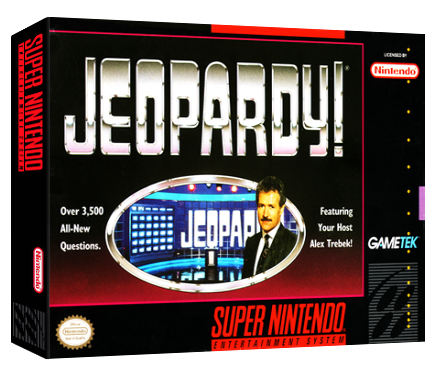 SUPER NINTENDO
Nintendo
JEOPARDY!
®
LICENSED BY
Nintendo
Over 3,500
All-New
Questions.
JEOPAR
Featuring
Your Host
Alex Trebek!
GAMETEK
SUPER NINTENDO
ENTERTAINMENT SYSTEM